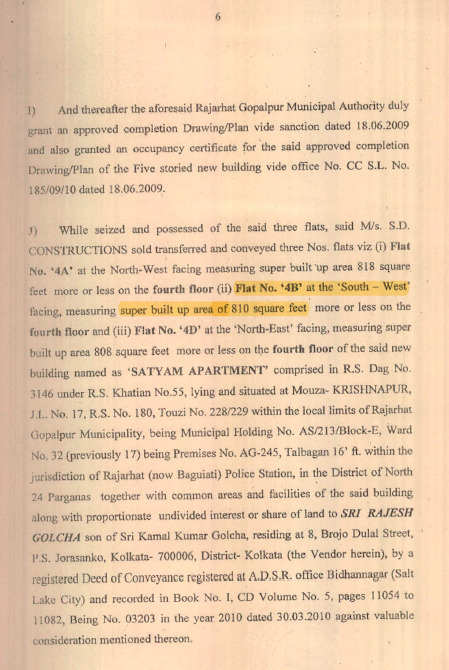 6
I) And thereafter the aforesaid Rajarhat Gopalpur Municipal Authority duly
grant an approved completion Drawing/Plan vide sanction dated 18.06.2009
and also granted an occupancy certificate for the said approved completion
Drawing/Plan of the Five storied new building vide office No. CC S.L. No.
185/09/10 dated 18.06.2009.
J) While seized and possessed of the said three flats, said M/s. S.D.
CONSTRUCTIONS sold transferred and conveyed three Nos. flats viz (i) Flat
No. ‘4A’ at the North-West facing measuring super built up area 818 square
feet more or less on the fourth floor (ii) Flat No. ‘4B’ at the ‘South – West’
facing, measuring super built up area of 810 square feet more or less on the
fourth floor and (iii) Flat No. ‘4D’ at the ‘North-East’ facing, measuring super
built up area 808 square feet more or less on the fourth floor of the said new
building named as ‘SATYAM APARTMENT’ comprised in R.S. Dag No.
3146 under R.S. Khatian No.55, lying and situated at Mouza- KRISHNAPUR,
J.L. No. 17, R.S. No. 180, Touzi No. 228/229 within the local limits of Rajarhat
Gopalpur Municipality, being Municipal Holding No. AS/213/Block-E, Ward
No. 32 (previously 17) being Premises No. AG-245, Talbagan 16’ ft. within the
jurisdiction of Rajarhat (now Baguiati) Police Station, in the District of North
24 Parganas together with common areas and facilities of the said building
along with proportionate undivided interest or share of land to SRI RAJESH
GOLCHA son of Sri Kamal Kumar Golcha, residing at 8, Brojo Dulal Street,
P.S. Jorasanko, Kolkata- 700006, District- Kolkata (the Vendor herein), by a
registered Deed of Conveyance registered at A.D.S.R. office Bidhannagar (Salt
Lake City) and recorded in Book No. I, CD Volume No. 5, pages 11054 to
11082, Being No. 03203 in the year 2010 dated 30.03.2010 against valuable
consideration mentioned thereon.